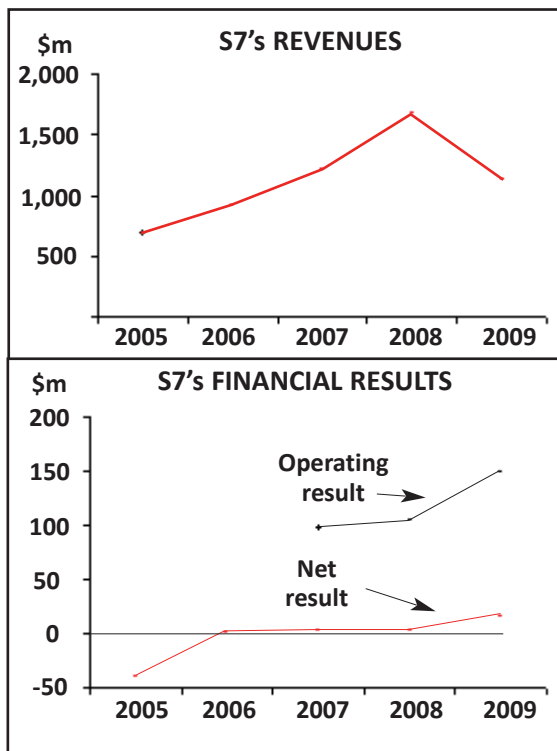 $m
S7's REVENUES
2,000
1,500
1,000
500
2005 2006 2007 2008 2009
$m
S7's FINANCIAL RESULTS
200
150
100
50
0
-50
Operating
result
Net
result
2005 2006 2007 2008 2009